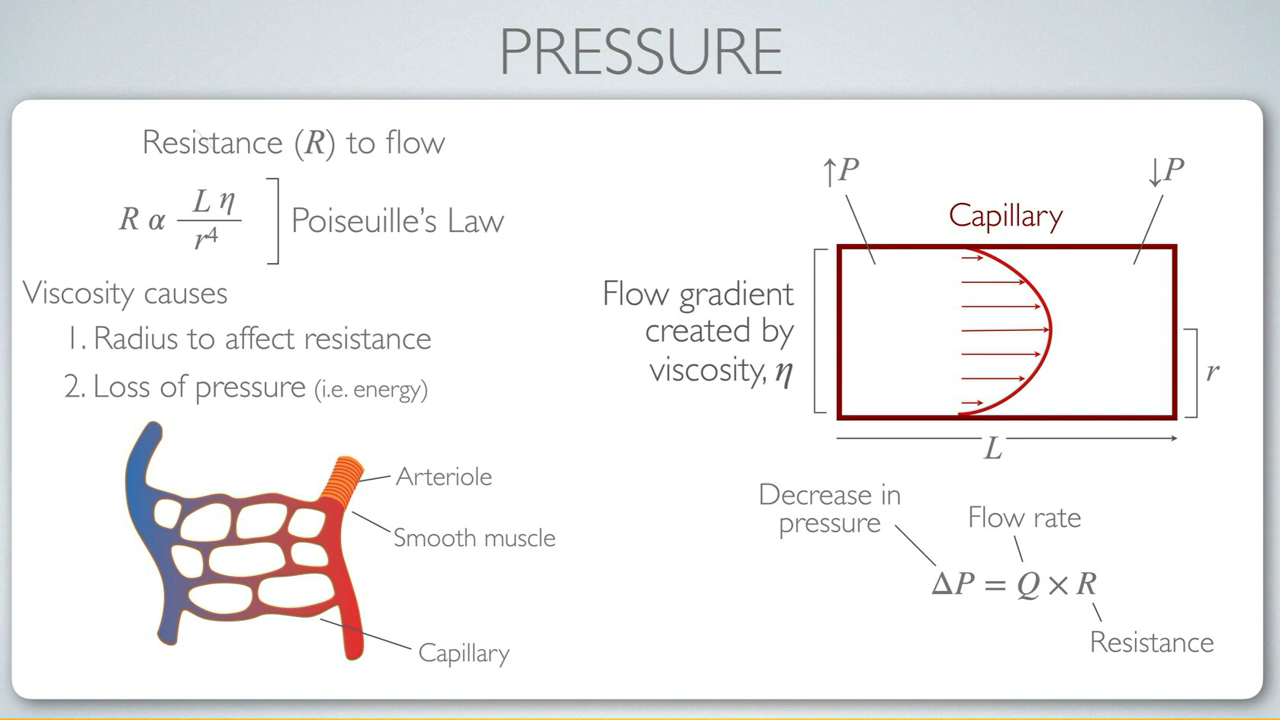 PRESSURE
Resistance (R) to flow
R α L η / r⁴
Poiseuille's Law
Viscosity causes
1. Radius to affect resistance
2. Loss of pressure (i.e. energy)
Arteriole
Smooth muscle
Capillary
↑P
↓P
Capillary
Flow gradient
created by
viscosity, η
r
L
Decrease in
pressure
Flow rate
ΔP = Q × R
Resistance